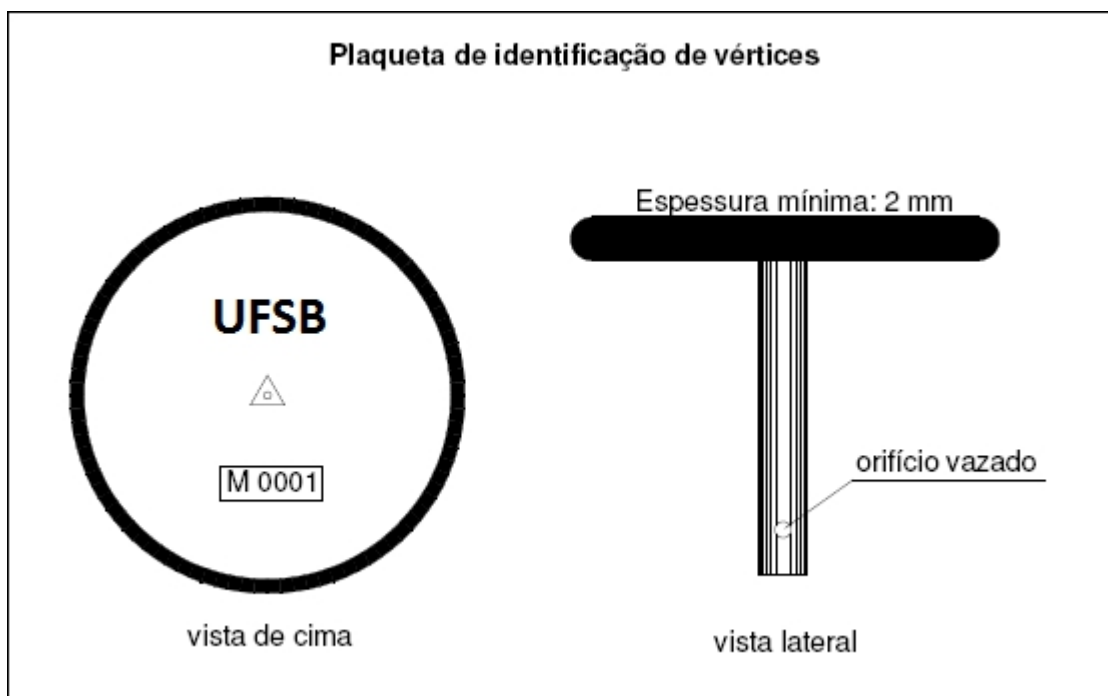 Plaqueta de identificação de vértices
Espessura mínima: 2 mm
UFSB
M 0001
orifício vazado
vista de cima
vista lateral